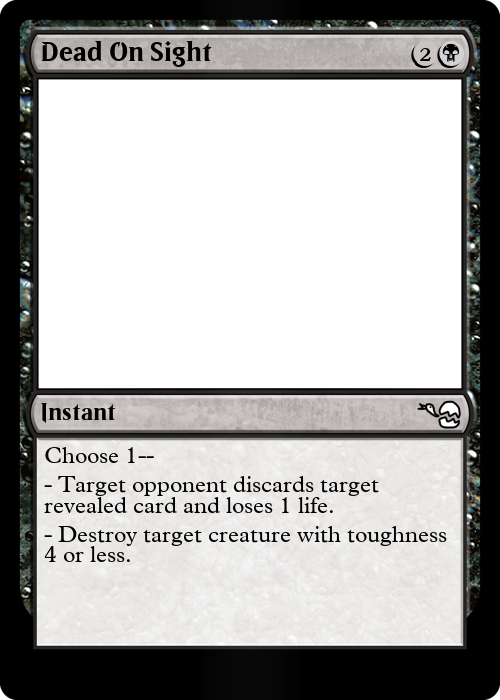 Dead On Sight 2
Instant
Choose 1--
- Target opponent discards target
revealed card and loses 1 life.
- Destroy target creature with toughness
4 or less.